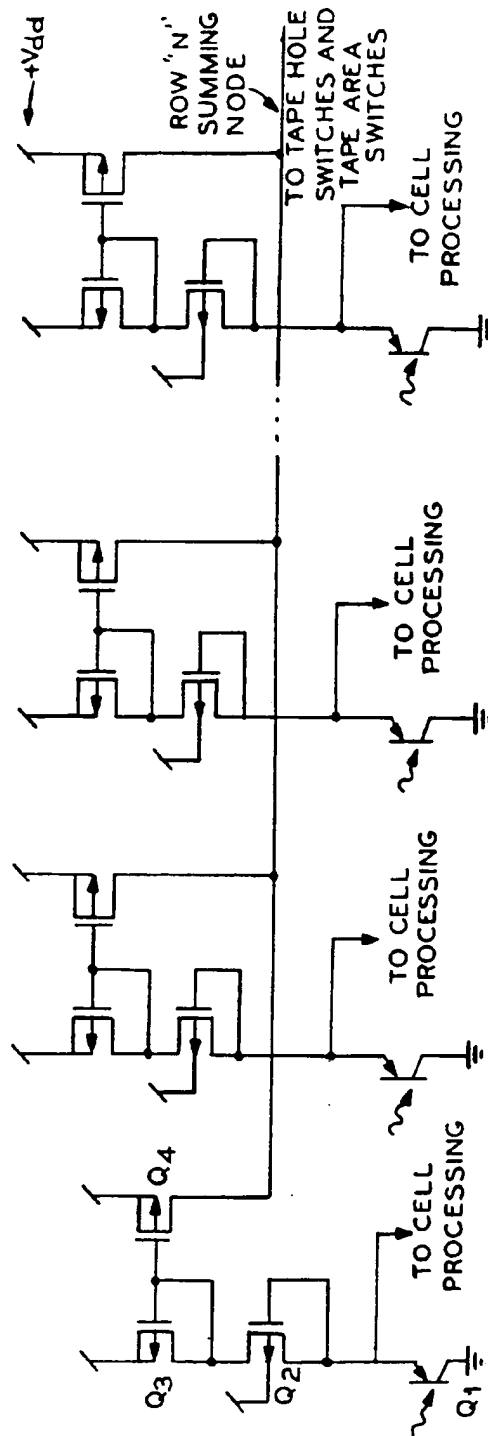 +Vdd
ROW "N"
SUMMING
NODE
TO TAPE HOLE
SWITCHES AND
TAPE AREA
SWITCHES
TO CELL
PROCESSING
TO CELL
PROCESSING
TO CELL
PROCESSING
Q4
Q3
Q2
TO CELL
PROCESSING
Q1